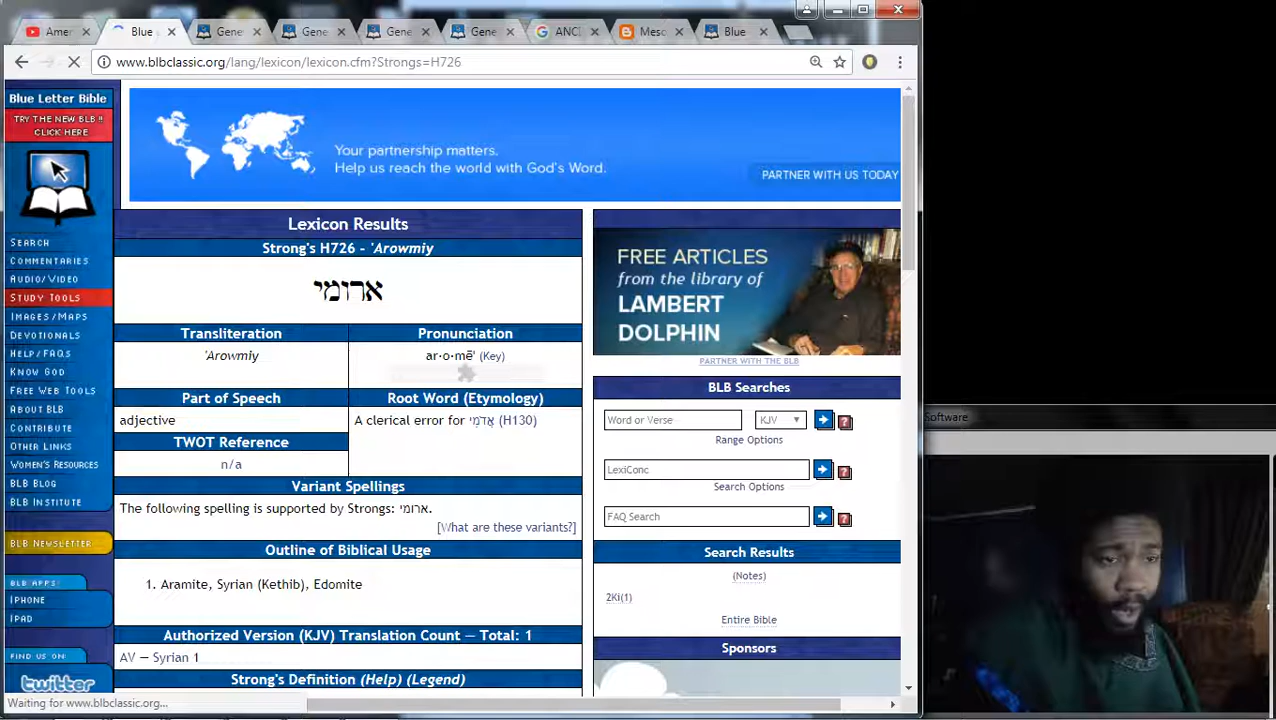 Amer
Blue
Gene
Gene
Gene
Gene
ANCI
Meso
Blue
www.blbclassic.org/lang/lexicon/lexicon.cfm?Strongs=H726
Blue Letter Bible
TRY THE NEW BLB !!
CLICK HERE
SEARCH
COMMENTARIES
AUDIO/VIDEO
STUDY TOOLS
IMAGES/MAPS
DEVOTIONALS
HELP/FAQS
KNOW GOD
FREE WEB TOOLS
ABOUT BLB
CONTRIBUTE
OTHER LINKS
WOMEN'S RESOURCES
BLB BLOG
BLB INSTITUTE
BLB NEWSLETTER
BLB APPS
IPHONE
IPAD
FIND US ON:
twitter
Your partnership matters.
Help us reach the world with God's Word.
PARTNER WITH US TODAY
Lexicon Results
Strong's H726 - 'Arowmiy
ארומי
Transliteration
'Arowmiy
Pronunciation
ar·o·mē' (Key)
Part of Speech
adjective
Root Word (Etymology)
A clerical error for אֲדֹמִי (H130)
TWOT Reference
n/a
Variant Spellings
The following spelling is supported by Strongs: ארומי.
[What are these variants?]
Outline of Biblical Usage
1. Aramite, Syrian (Kethib), Edomite
Authorized Version (KJV) Translation Count — Total: 1
AV — Syrian 1
Strong's Definition (Help) (Legend)
FREE ARTICLES
from the library of
LAMBERT
DOLPHIN
PARTNER WITH THE BLB
BLB Searches
Word or Verse
KJV
Range Options
LexiConc
Search Options
FAQ Search
Search Results
(Notes)
2Ki(1)
Entire Bible
Sponsors
Waiting for www.blbclassic.org...
Software